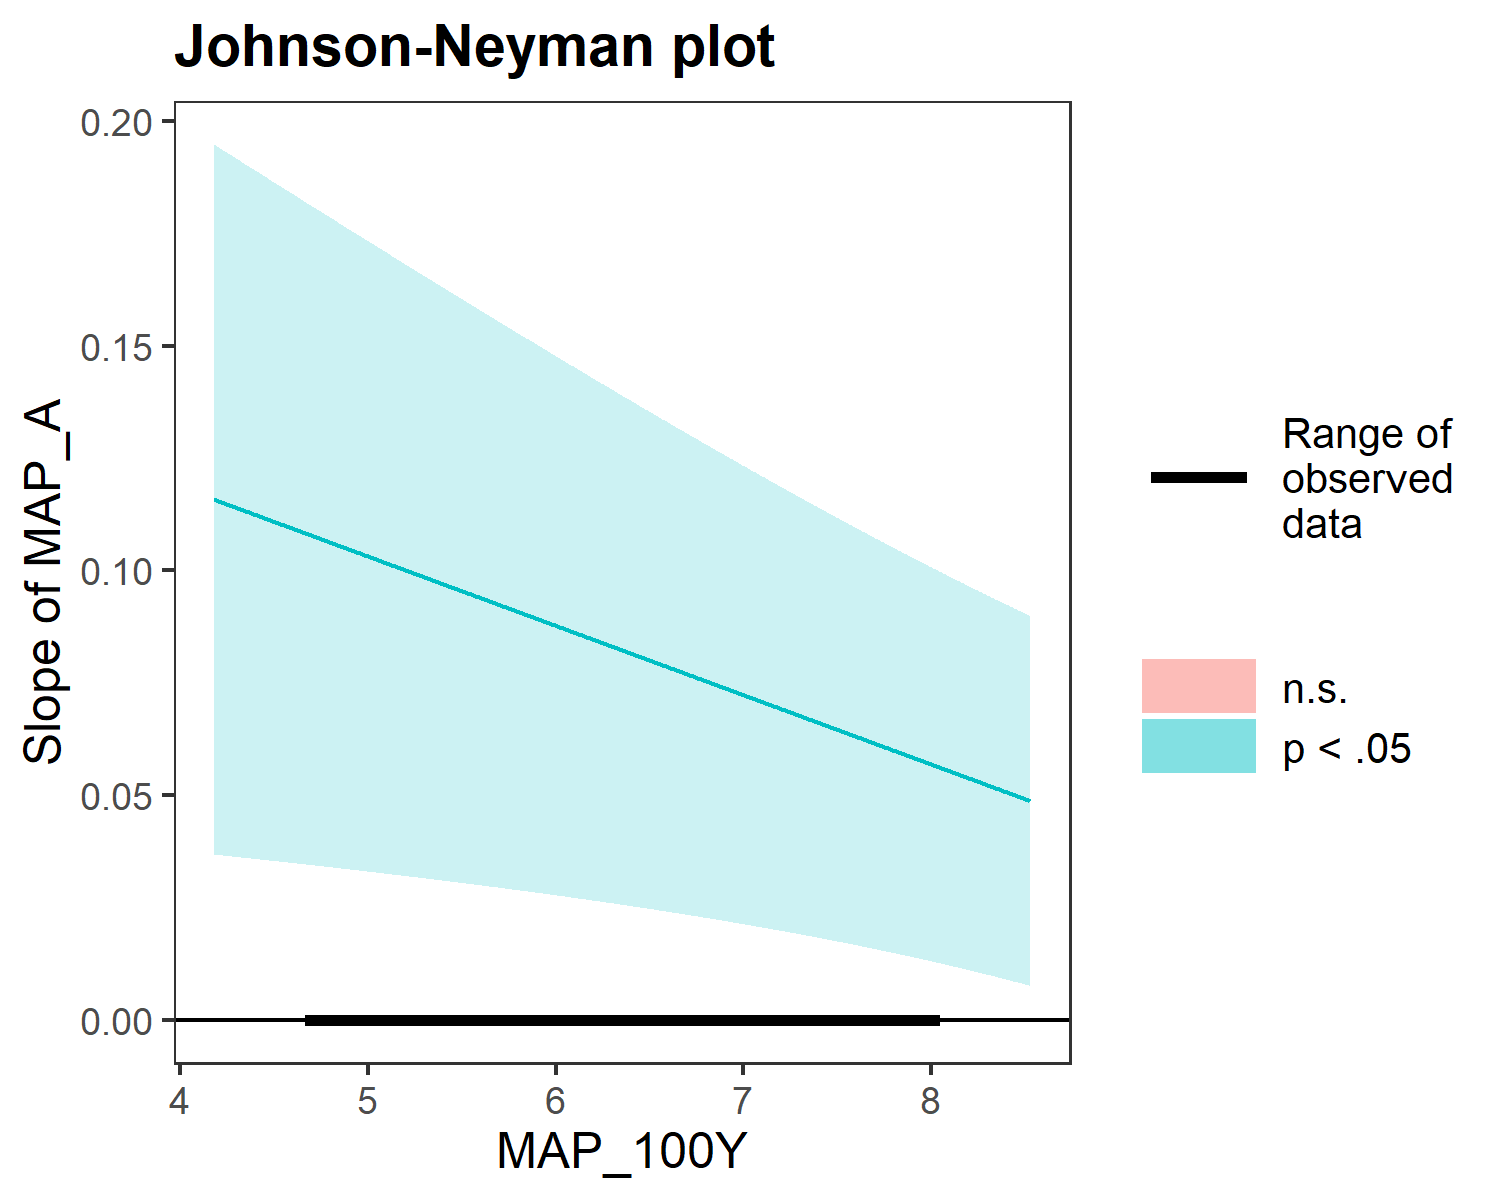 Johnson-Neyman plot
0.20
0.15
0.10
0.05
0.00
Slope of MAP_A
4 5 6 7 8
MAP_100Y
Range of
observed
data
n.s.
p < .05